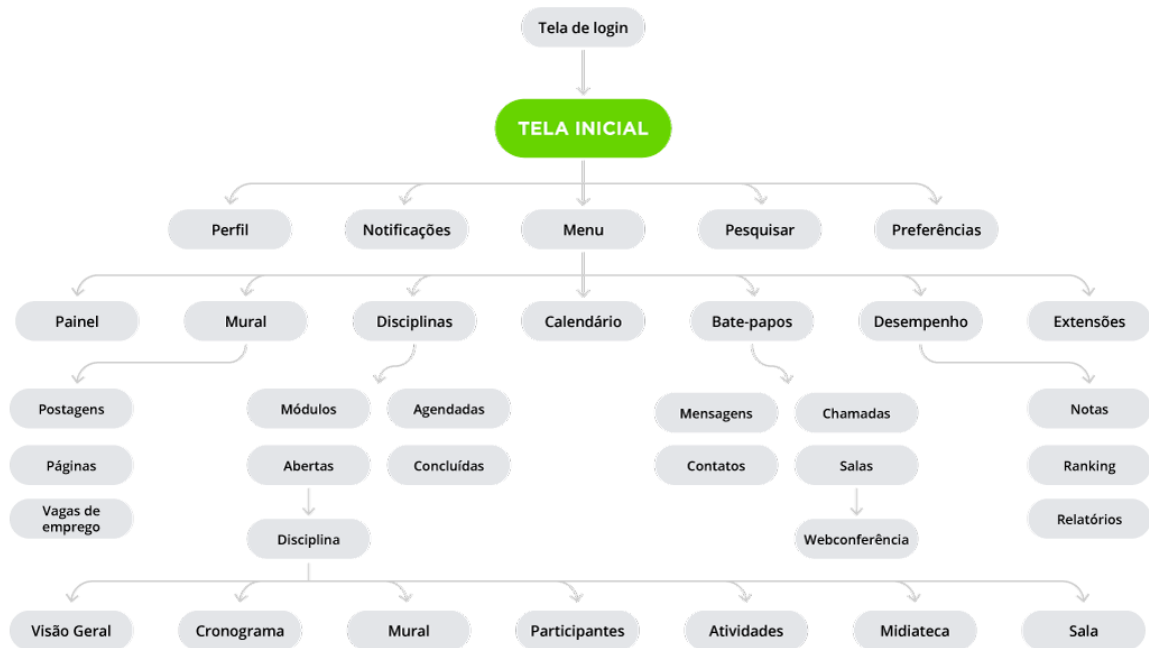 Tela de login
TELA INICIAL
Perfil
Notificações
Menu
Pesquisar
Preferências
Painel
Mural
Disciplinas
Calendário
Bate-papos
Desempenho
Extensões
Postagens
Módulos
Agendadas
Mensagens
Chamadas
Notas
Páginas
Abertas
Concluídas
Contatos
Salas
Ranking
Vagas de
emprego
Disciplina
Webconferência
Relatórios
Visão Geral
Cronograma
Mural
Participantes
Atividades
Midiateca
Sala